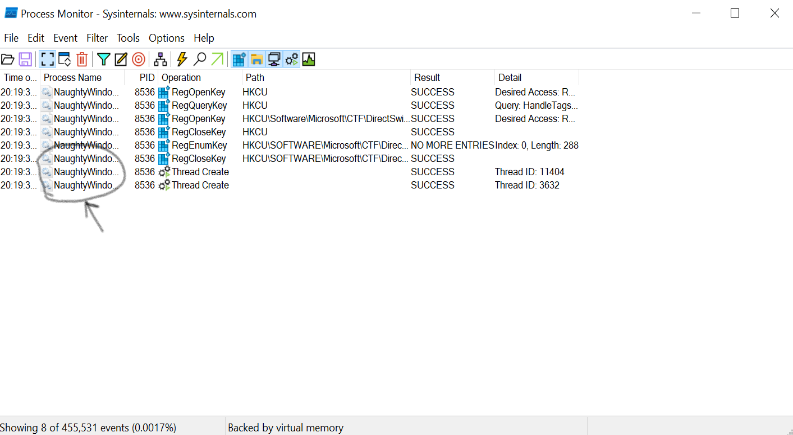 Process Monitor - Sysinternals: www.sysinternals.com
File Edit Event Filter Tools Options Help
Time o... Process Name PID Operation Path Result Detail
20:19:3... NaughtyWindo... 8536 RegOpenKey HKCU SUCCESS Desired Access: R...
20:19:3... NaughtyWindo... 8536 RegQueryKey HKCU SUCCESS Query: HandleTags...
20:19:3... NaughtyWindo... 8536 RegOpenKey HKCU\Software\Microsoft\CTF\DirectSwi... SUCCESS Desired Access: R...
20:19:3... NaughtyWindo... 8536 RegCloseKey HKCU SUCCESS
20:19:3... NaughtyWindo... 8536 RegEnumKey HKCU\SOFTWARE\Microsoft\CTF\Direc... NO MORE ENTRIES Index: 0, Length: 288
20:19:3... NaughtyWindo... 8536 RegCloseKey HKCU\SOFTWARE\Microsoft\CTF\Direc... SUCCESS
20:19:3... NaughtyWindo... 8536 Thread Create SUCCESS Thread ID: 11404
20:19:3... NaughtyWindo... 8536 Thread Create SUCCESS Thread ID: 3632
Showing 8 of 455,531 events (0.0017%) Backed by virtual memory